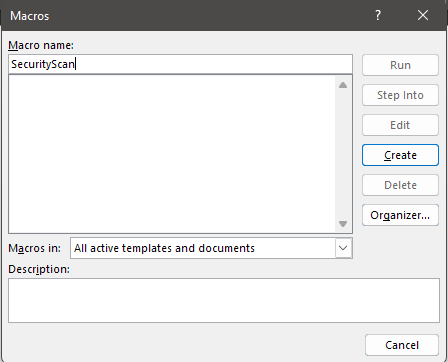 Macros
? ×
Macro name:
SecurityScan
Run
Step Into
Edit
Create
Delete
Organizer...
Macros in: All active templates and documents
Description:
Cancel